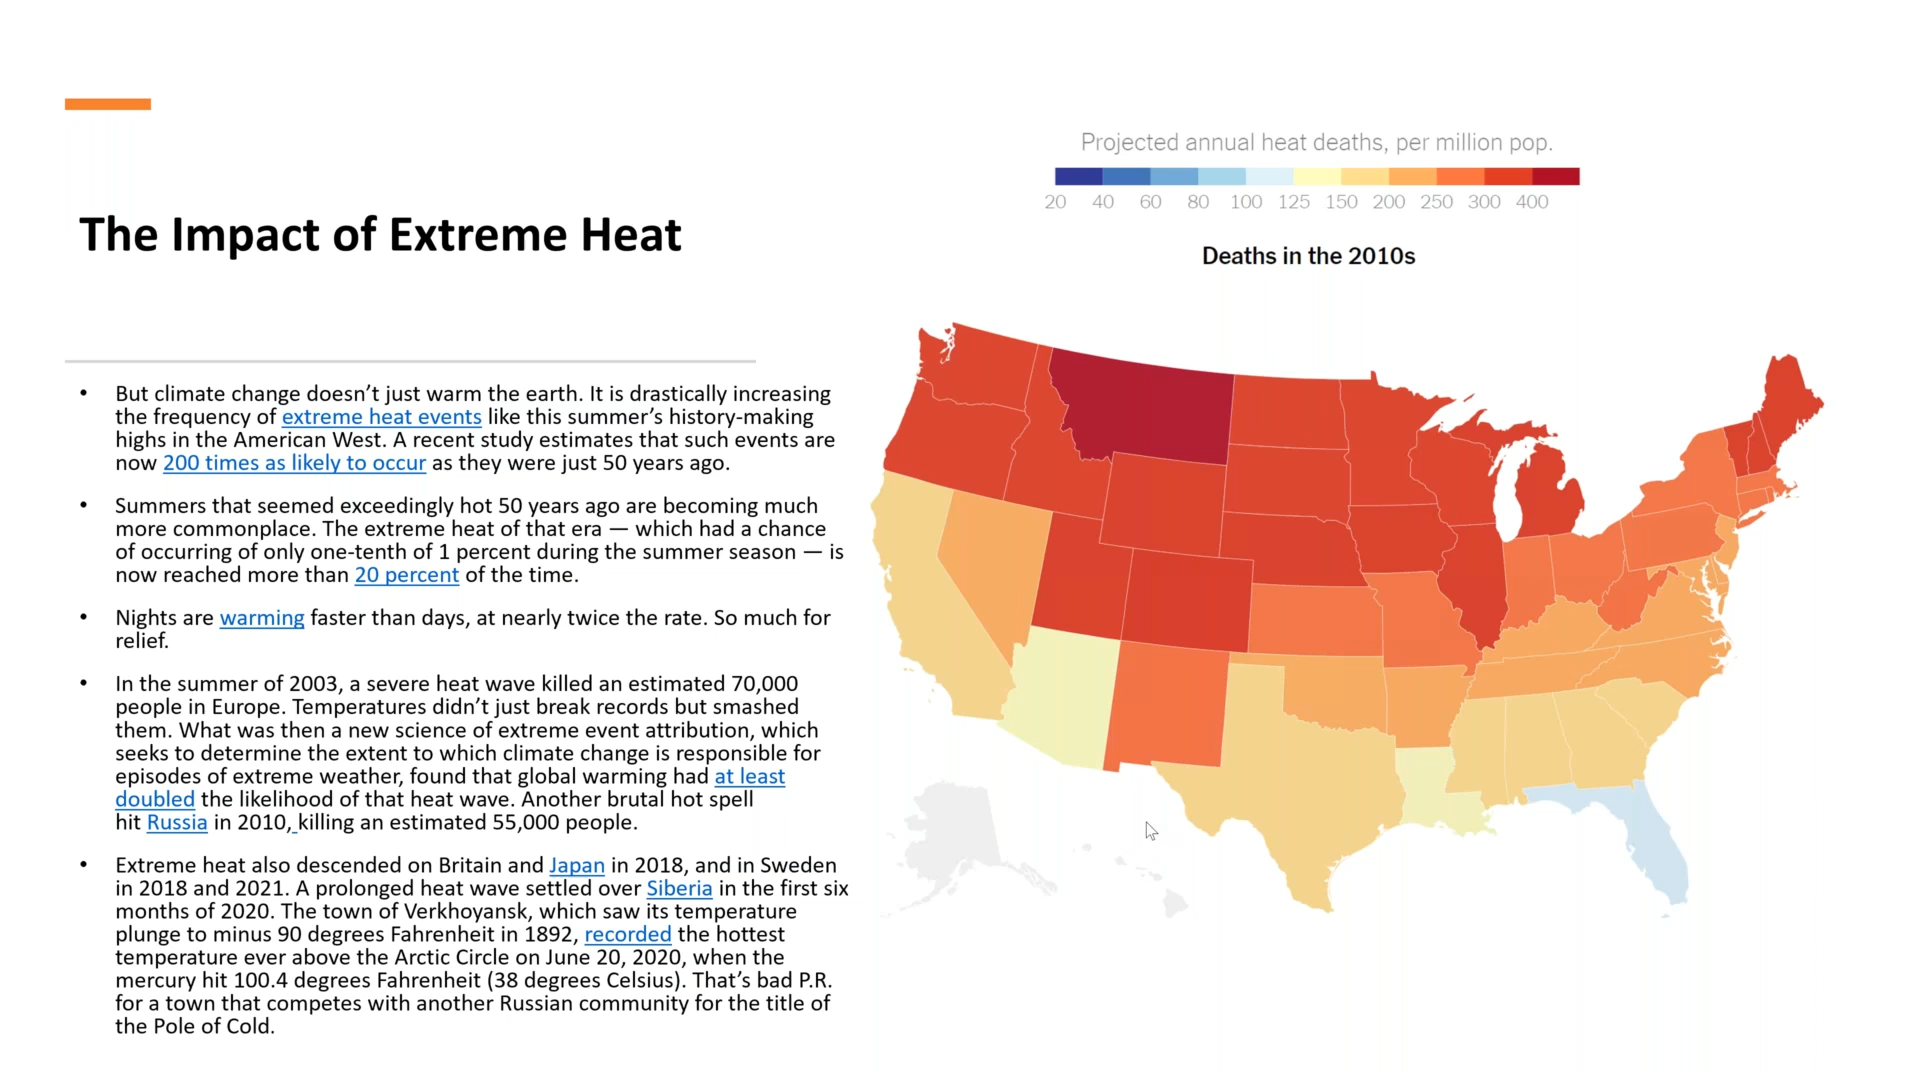 The Impact of Extreme Heat
• But climate change doesn’t just warm the earth. It is drastically increasing
the frequency of extreme heat events like this summer’s history-making
highs in the American West. A recent study estimates that such events are
now 200 times as likely to occur as they were just 50 years ago.
• Summers that seemed exceedingly hot 50 years ago are becoming much
more commonplace. The extreme heat of that era — which had a chance
of occurring of only one-tenth of 1 percent during the summer season — is
now reached more than 20 percent of the time.
• Nights are warming faster than days, at nearly twice the rate. So much for
relief.
• In the summer of 2003, a severe heat wave killed an estimated 70,000
people in Europe. Temperatures didn’t just break records but smashed
them. What was then a new science of extreme event attribution, which
seeks to determine the extent to which climate change is responsible for
episodes of extreme weather, found that global warming had at least
doubled the likelihood of that heat wave. Another brutal hot spell
hit Russia in 2010, killing an estimated 55,000 people.
• Extreme heat also descended on Britain and Japan in 2018, and in Sweden
in 2018 and 2021. A prolonged heat wave settled over Siberia in the first six
months of 2020. The town of Verkhoyansk, which saw its temperature
plunge to minus 90 degrees Fahrenheit in 1892, recorded the hottest
temperature ever above the Arctic Circle on June 20, 2020, when the
mercury hit 100.4 degrees Fahrenheit (38 degrees Celsius). That’s bad P.R.
for a town that competes with another Russian community for the title of
the Pole of Cold.
Projected annual heat deaths, per million pop.
20 40 60 80 100 125 150 200 250 300 400
Deaths in the 2010s